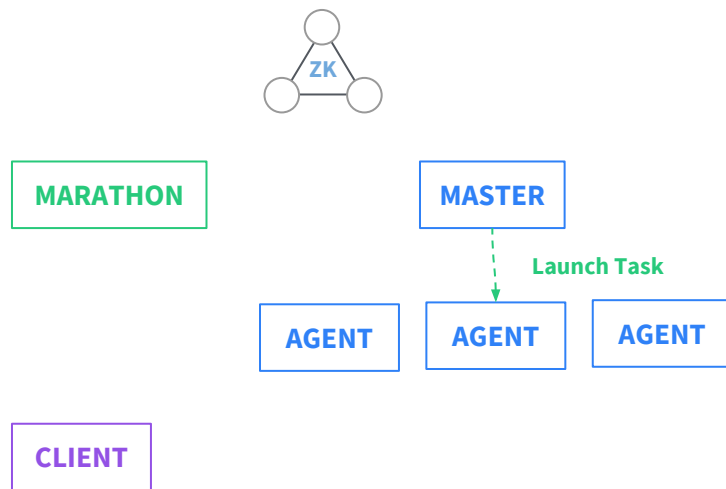 ZK
MARATHON
MASTER
Launch Task
AGENT
AGENT
AGENT
CLIENT